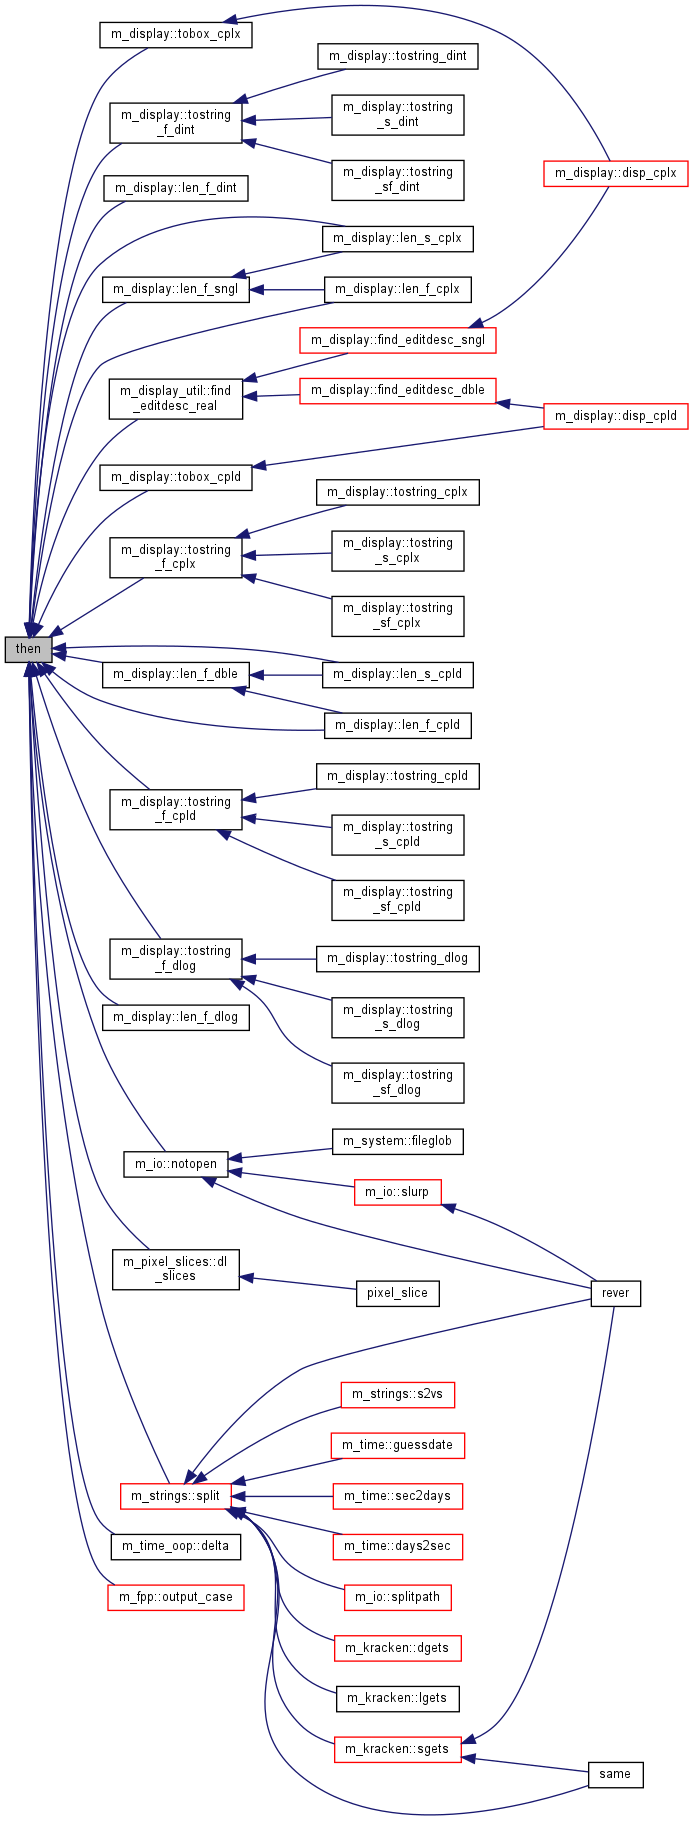 m_display::tobox_cplx
m_display::tostring_dint
m_display::tostring
_f_dint
m_display::tostring
_s_dint
m_display::tostring
_sf_dint
m_display::disp_cplx
m_display::len_f_dint
m_display::len_s_cplx
m_display::len_f_sngl
m_display::len_f_cplx
m_display::find_editdesc_sngl
m_display_util::find
_editdesc_real
m_display::find_editdesc_dble
m_display::disp_cpld
m_display::tobox_cpld
m_display::tostring_cplx
m_display::tostring
_f_cplx
m_display::tostring
_s_cplx
m_display::tostring
_sf_cplx
then
m_display::len_f_dble
m_display::len_s_cpld
m_display::len_f_cpld
m_display::tostring_cpld
m_display::tostring
_f_cpld
m_display::tostring
_s_cpld
m_display::tostring
_sf_cpld
m_display::tostring
_f_dlog
m_display::tostring_dlog
m_display::len_f_dlog
m_display::tostring
_s_dlog
m_display::tostring
_sf_dlog
m_system::fileglob
m_io::notopen
m_io::slurp
m_pixel_slices::dl
_slices
pixel_slice
rever
m_strings::s2vs
m_time::guessdate
m_strings::split
m_time::sec2days
m_time_oop::delta
m_time::days2sec
m_fpp::output_case
m_io::splitpath
m_kracken::dgets
m_kracken::lgets
m_kracken::sgets
same